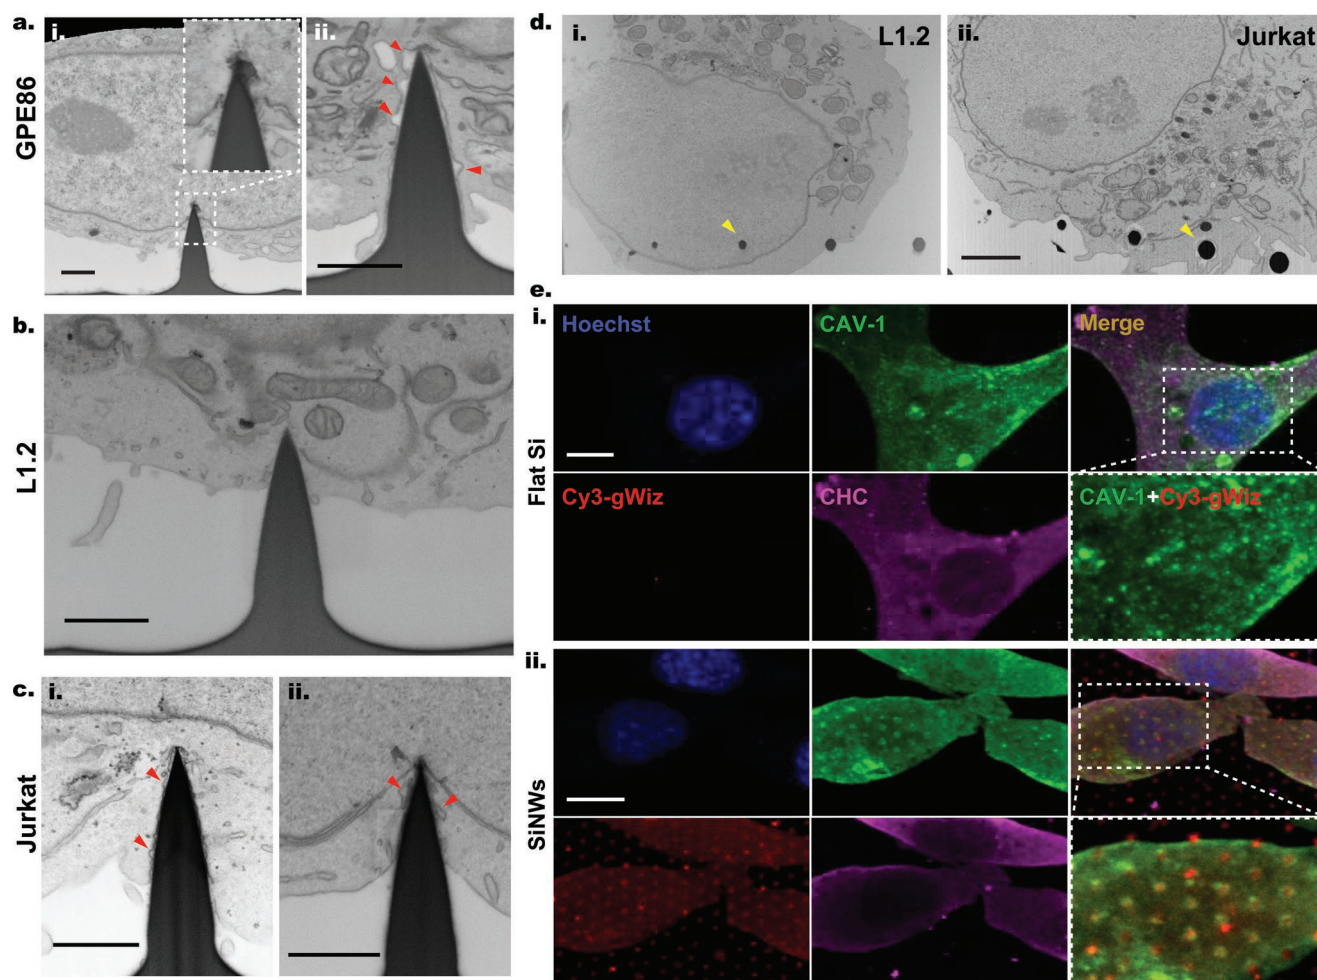 a.
i.
ii.
GPE86
b.
L1.2
c.
i.
ii.
Jurkat
d.
i.
L1.2
ii.
Jurkat
e.
i.
Hoechst
CAV-1
Merge
Flat Si
Cy3-gWiz
CHC
CAV-1+Cy3-gWiz
ii.
SiNWs